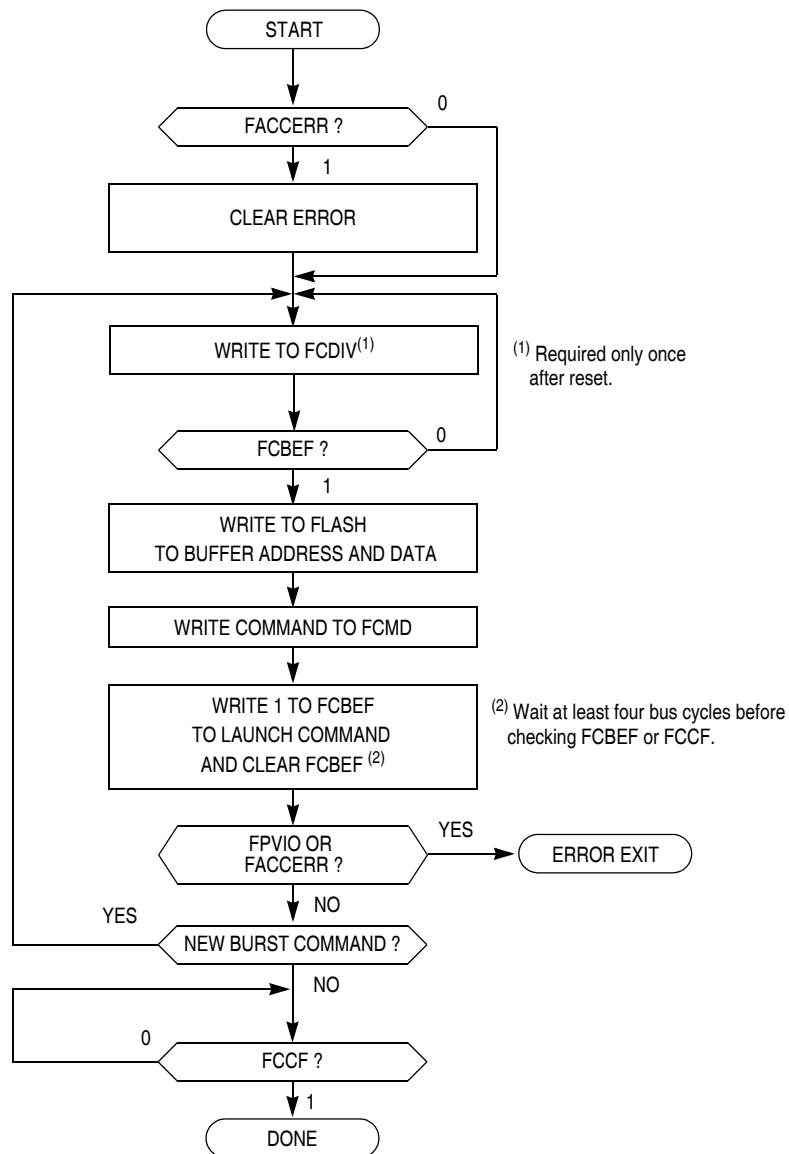 START
0
FACCERR ?
1
CLEAR ERROR
WRITE TO FCDIV(1)
(1) Required only once
after reset.
0
FCBEF ?
1
WRITE TO FLASH
TO BUFFER ADDRESS AND DATA
WRITE COMMAND TO FCMD
WRITE 1 TO FCBEF
TO LAUNCH COMMAND
AND CLEAR FCBEF (2)
(2) Wait at least four bus cycles before
checking FCBEF or FCCF.
FPVIO OR
FACCERR ?
YES
ERROR EXIT
NO
YES
NEW BURST COMMAND ?
NO
0
FCCF ?
1
DONE